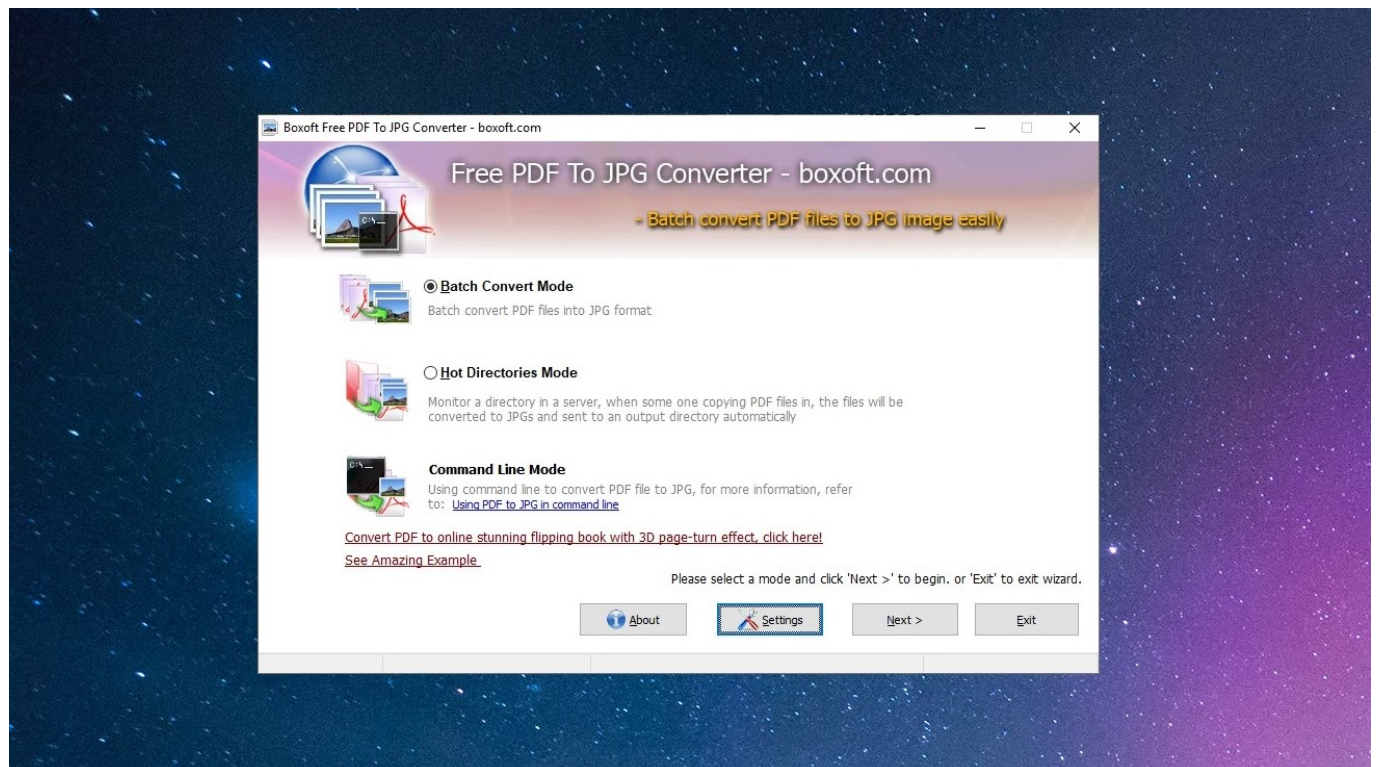 Boxoft Free PDF To JPG Converter - boxoft.com
Free PDF To JPG Converter - boxoft.com
- Batch convert PDF files to JPG image easily
Batch Convert Mode
Batch convert PDF files into JPG format
Hot Directories Mode
Monitor a directory in a server, when some one copying PDF files in, the files will be
converted to JPGs and sent to an output directory automatically
Command Line Mode
Using command line to convert PDF file to JPG, for more information, refer
to: Using PDF to JPG in command line
Convert PDF to online stunning flipping book with 3D page-turn effect, click here!
See Amazing Example
Please select a mode and click 'Next >' to begin. or 'Exit' to exit wizard.
About Settings Next > Exit